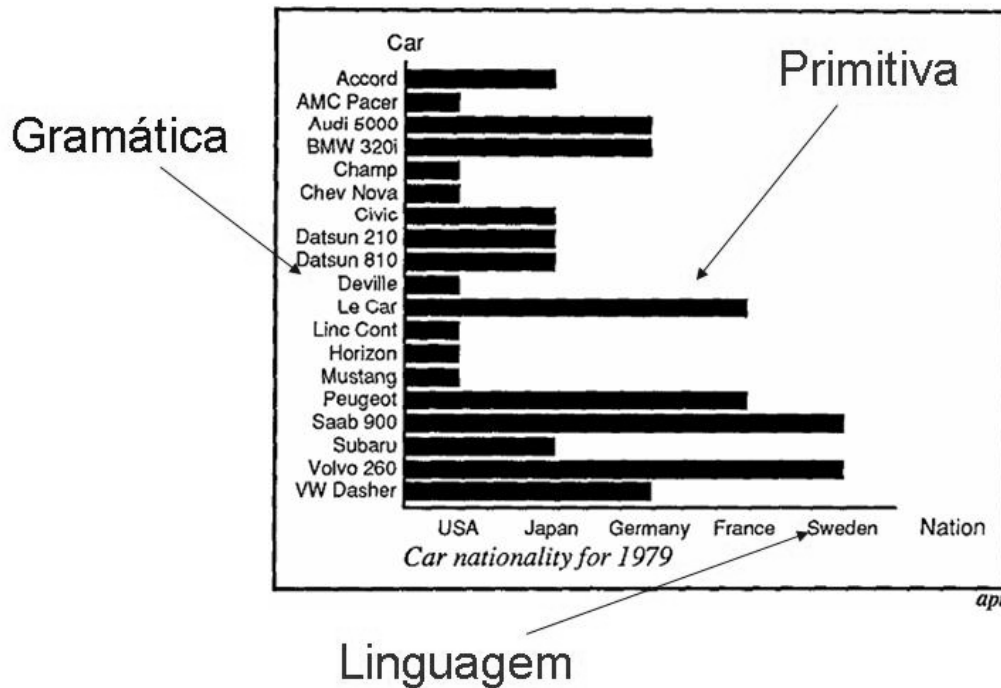 Car
Primitiva
Gramática
Accord
AMC Pacer
Audi 5000
BMW 320i
Champ
Chev Nova
Civic
Datsun 210
Datsun 810
Deville
Le Car
Linc Cont
Horizon
Mustang
Peugeot
Saab 900
Subaru
Volvo 260
VW Dasher
USA Japan Germany France Sweden Nation
Car nationality for 1979
Linguagem